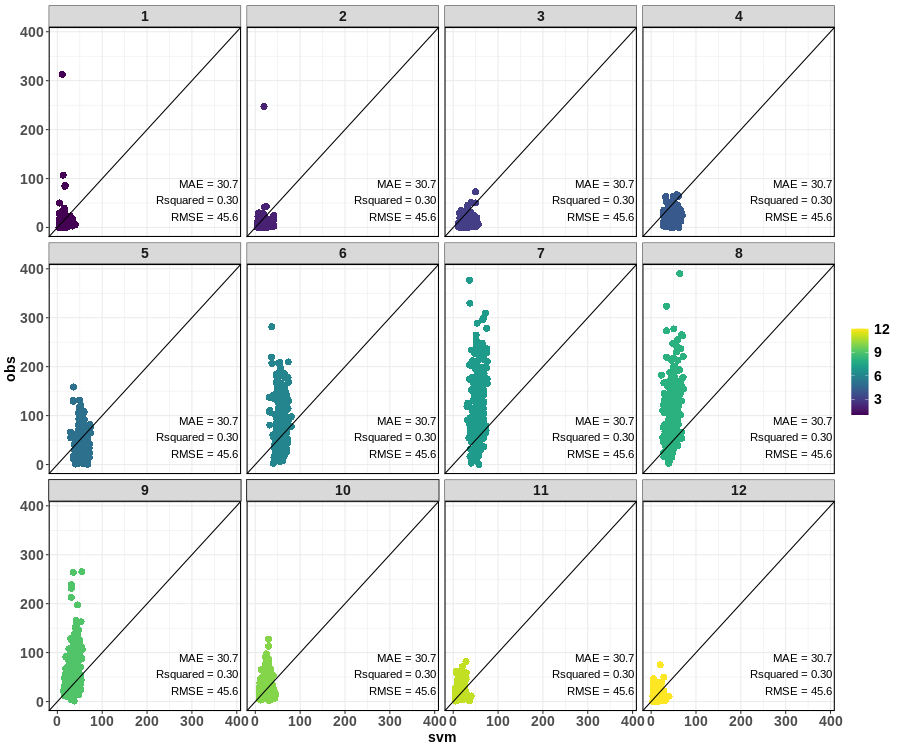 1 2 3 4
400
300
200
100
0
MAE = 30.7 MAE = 30.7 MAE = 30.7 MAE = 30.7
Rsquared = 0.30 Rsquared = 0.30 Rsquared = 0.30 Rsquared = 0.30
RMSE = 45.6 RMSE = 45.6 RMSE = 45.6 RMSE = 45.6
5 6 7 8
400
300
200
100
0
MAE = 30.7 MAE = 30.7 MAE = 30.7 MAE = 30.7
Rsquared = 0.30 Rsquared = 0.30 Rsquared = 0.30 Rsquared = 0.30
RMSE = 45.6 RMSE = 45.6 RMSE = 45.6 RMSE = 45.6
obs
12
9
6
3
9 10 11 12
400
300
200
100
0
MAE = 30.7 MAE = 30.7 MAE = 30.7 MAE = 30.7
Rsquared = 0.30 Rsquared = 0.30 Rsquared = 0.30 Rsquared = 0.30
RMSE = 45.6 RMSE = 45.6 RMSE = 45.6 RMSE = 45.6
0 100 200 300 400 0 100 200 300 400 0 100 200 300 400 0 100 200 300 400
svm